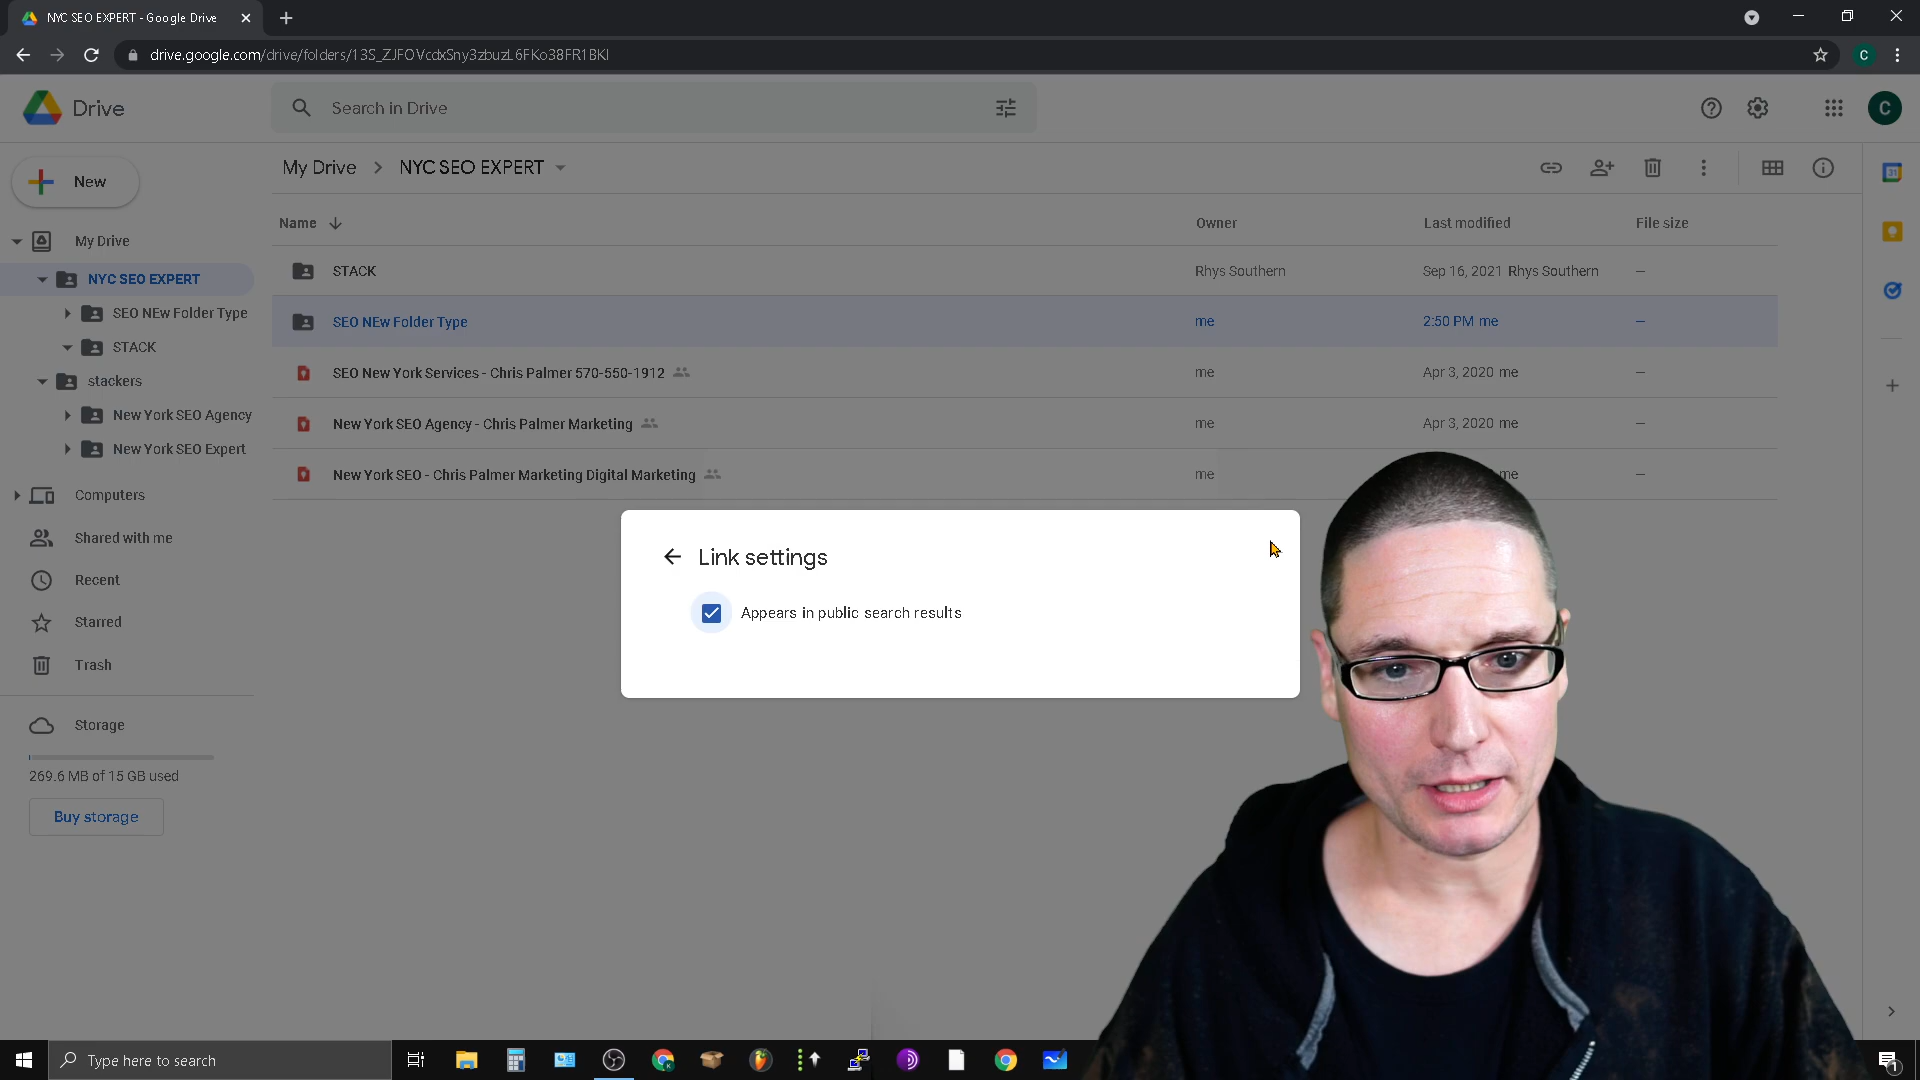 NYC SEO EXPERT - Google Drive
drive.google.com/drive/folders/13S_ZJFOVcdxSny3zbuzL6FKo38FR1BKI
C
Drive
Search in Drive
C
New
My Drive
NYC SEO EXPERT
SEO NEw Folder Type
STACK
stackers
New York SEO Agency
New York SEO Expert
Computers
Shared with me
Recent
Starred
Trash
Storage
269.6 MB of 15 GB used
Buy storage
My Drive > NYC SEO EXPERT
Name Owner Last modified File size
STACK Rhys Southern Sep 16, 2021 Rhys Southern –
SEO NEw Folder Type me 2:50 PM me –
SEO New York Services - Chris Palmer 570-550-1912 me Apr 3, 2020 me –
New York SEO Agency - Chris Palmer Marketing me Apr 3, 2020 me –
New York SEO - Chris Palmer Marketing Digital Marketing me me –
Link settings
Appears in public search results
31
Type here to search
K
1